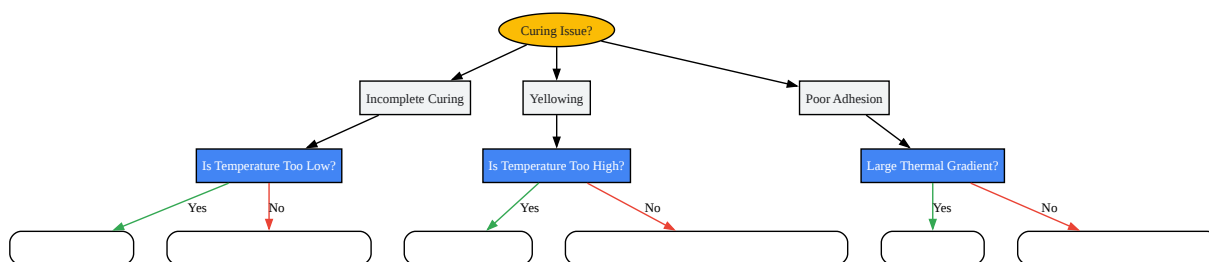 Curing Issue?
Incomplete Curing
Yellowing
Poor Adhesion
Is Temperature Too Low?
Is Temperature Too High?
Large Thermal Gradient?
Yes
No
Yes
No
Yes
No